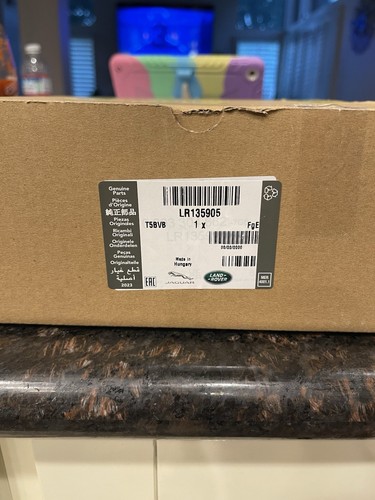 Genuine
Parts
Pièces
d'Origine
純正部品
Piezas
Originales
Ricambi
Originali
Originele
Onderdelen
Peças
Genuínas
Originalteile
قطع غيار
أصلية
2023
LR135905
T5BVB
1 x
FgE
Made in
Hungary
EAC
JAGUAR
LAND-
ROVER